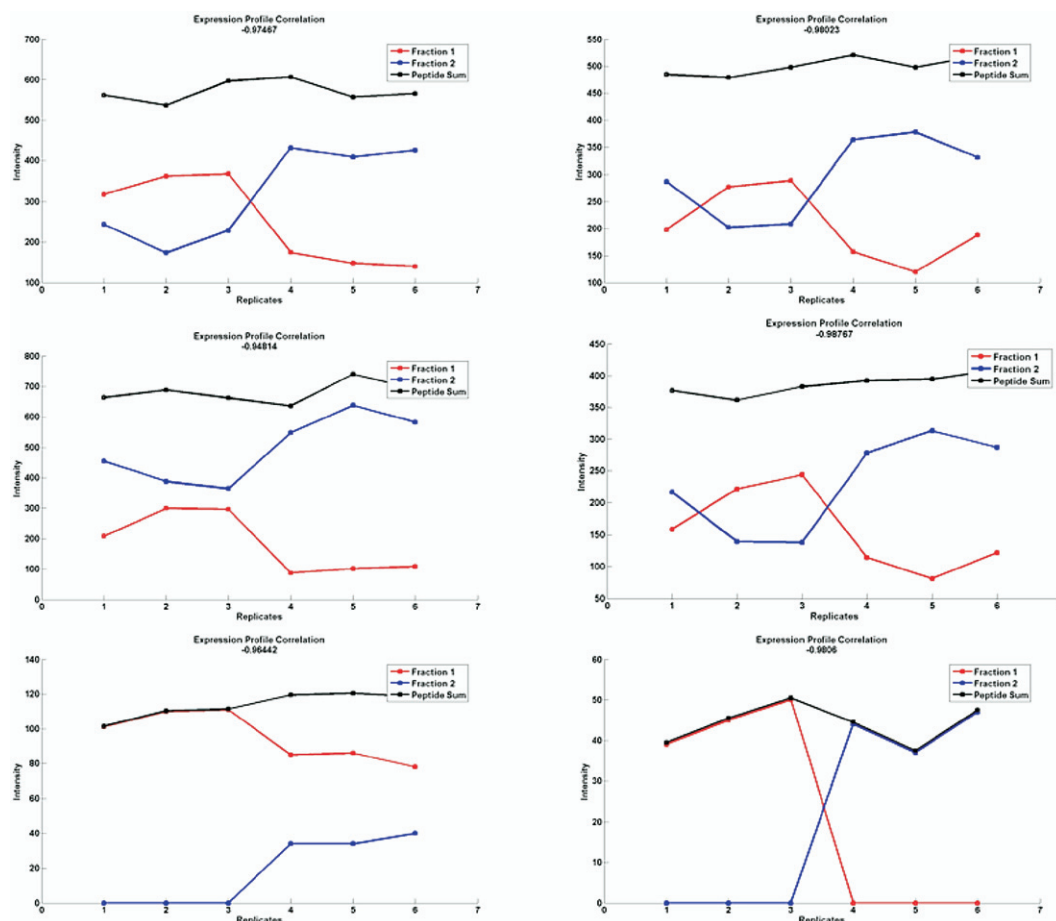 Expression Profile Correlation
-0.97467
700
600
500
400
300
200
100
Intensity
Fraction 1
Fraction 2
Peptide Sum
0 1 2 3 4 5 6 7
Replicates
Expression Profile Correlation
-0.98023
550
500
450
400
350
300
250
200
150
100
Intensity
Fraction 1
Fraction 2
Peptide Sum
0 1 2 3 4 5 6 7
Replicates
Expression Profile Correlation
-0.94814
800
700
600
500
400
300
200
100
0
Intensity
Fraction 1
Fraction 2
Peptide Sum
0 1 2 3 4 5 6 7
Replicates
Expression Profile Correlation
-0.98767
450
400
350
300
250
200
150
100
50
Intensity
Fraction 1
Fraction 2
Peptide Sum
0 1 2 3 4 5 6
Replicates
Expression Profile Correlation
-0.96442
140
120
100
80
60
40
20
0
Intensity
Fraction 1
Fraction 2
Peptide Sum
0 1 2 3 4 5 6 7
Replicates
Expression Profile Correlation
-0.9806
60
50
40
30
20
10
0
Intensity
Fraction 1
Fraction 2
Peptide Sum
0 1 2 3 4 5 6 7
Replicates